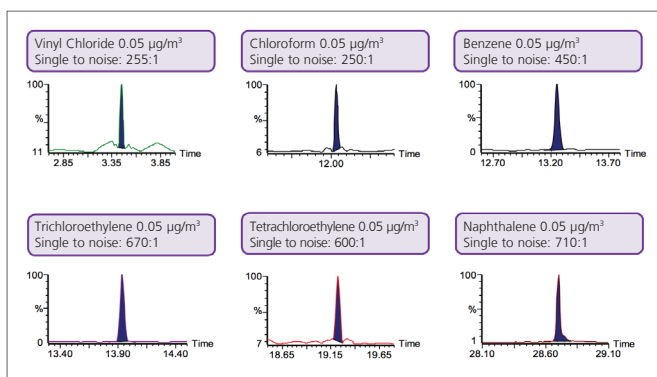 Vinyl Chloride 0.05 µg/m³
Single to noise: 255:1
100
%
11
2.85 3.35 3.85
Time
Chloroform 0.05 µg/m³
Single to noise: 250:1
100
%
6
12.00
Time
Benzene 0.05 µg/m³
Single to noise: 450:1
100
%
0
12.70 13.20 13.70
Time
Trichloroethylene 0.05 µg/m³
Single to noise: 670:1
100
%
0
13.40 13.90 14.40
Time
Tetrachloroethylene 0.05 µg/m³
Single to noise: 600:1
100
%
7
18.65 19.15 19.65
Time
Naphthalene 0.05 µg/m³
Single to noise: 710:1
100
%
1
28.10 28.60 29.10
Time